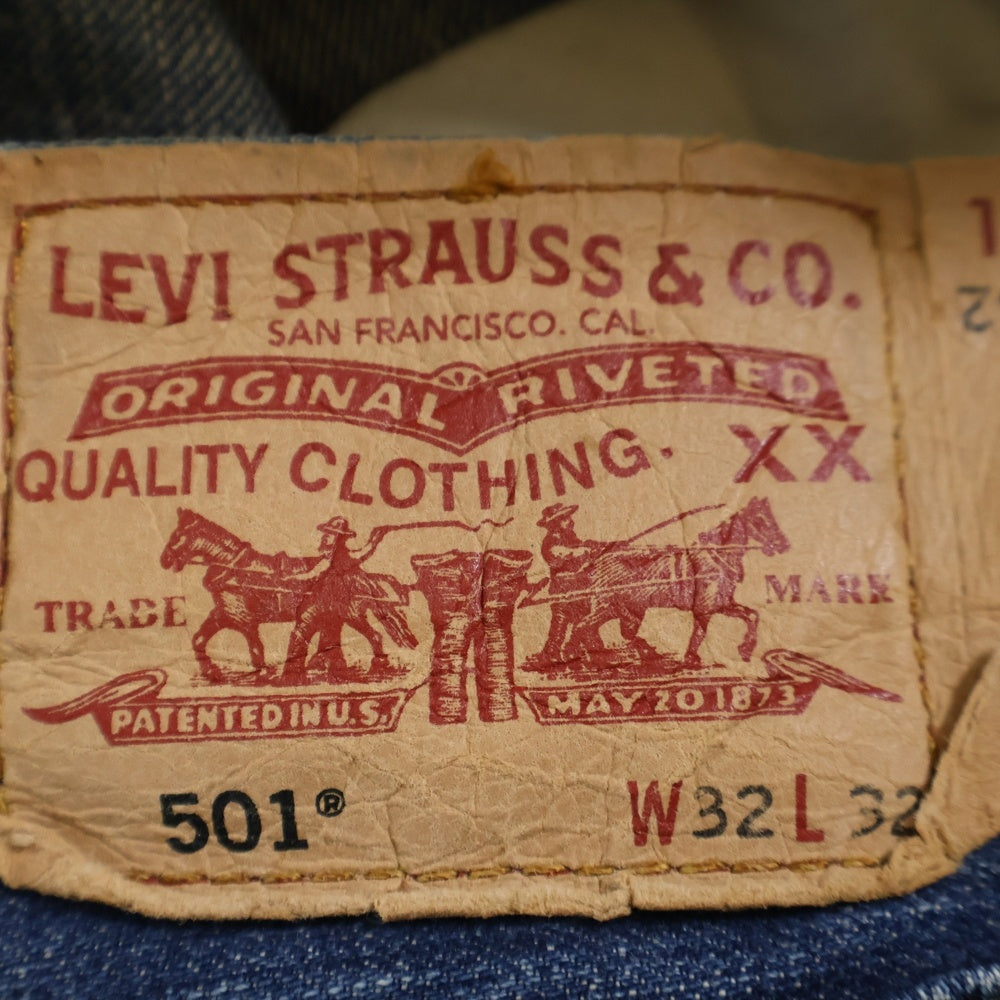 LEVI STRAUSS & CO.
SAN FRANCISCO. CAL.
ORIGINAL RIVETED
QUALITY CLOTHING. XX
TRADE MARK
PATENTED IN U.S. MAY 20 1873
501® W32 L 32